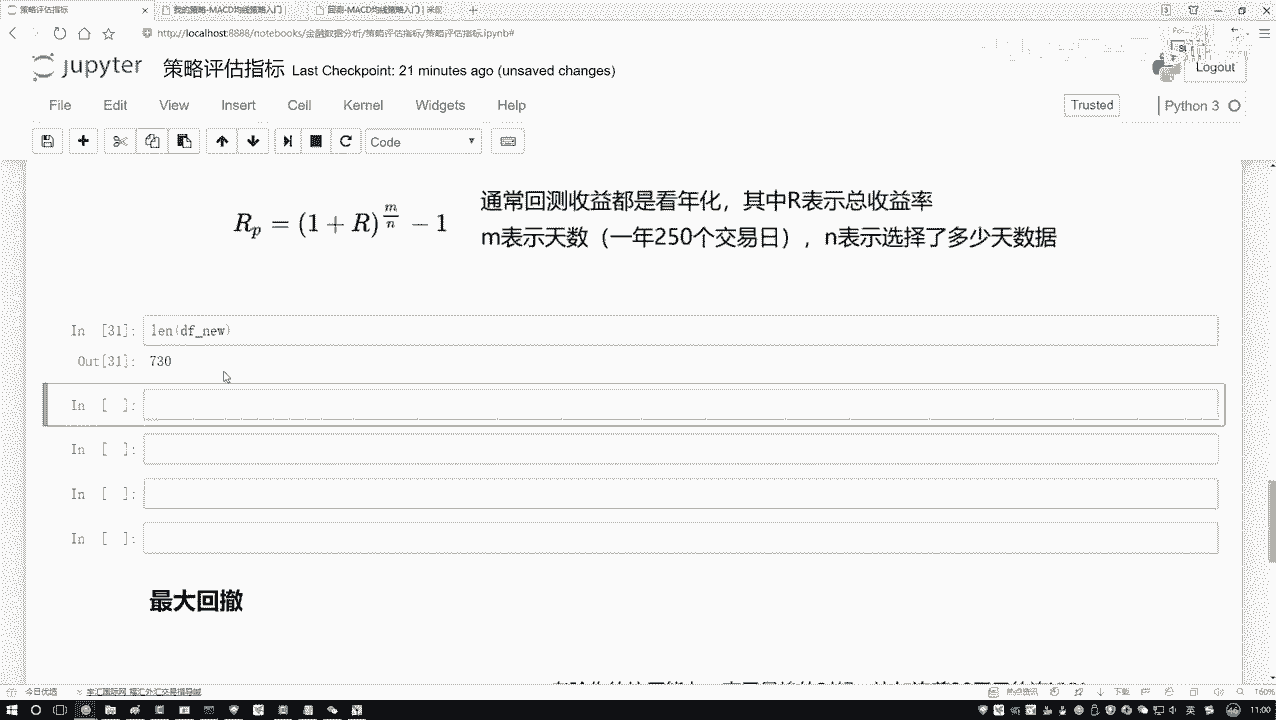 策略评估指标
我的策略-MACD均线策略入门
回测-MACD均线策略入门 | 米筐
http://localhost:8888/notebooks/金融数据分析/策略评估指标/策略评估指标.ipynb#
jupyter 策略评估指标 Last Checkpoint: 21 minutes ago (unsaved changes)
Logout
File Edit View Insert Cell Kernel Widgets Help
Trusted
Python 3
Code
R_p = (1 + R)^{m/n} − 1
通常回测收益都是看年化，其中R表示总收益率
m表示天数（一年250个交易日），n表示选择了多少天数据
In [31]: len(df_new)
Out[31]: 730
In [ ]:
In [ ]:
In [ ]:
In [ ]:
最大回撤
今日优选
热点资讯
下载
160%
英
11:00